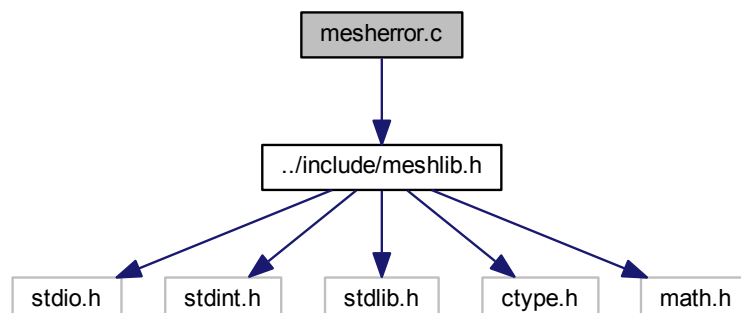 mesherror.c
../include/meshlib.h
stdio.h
stdint.h
stdlib.h
ctype.h
math.h